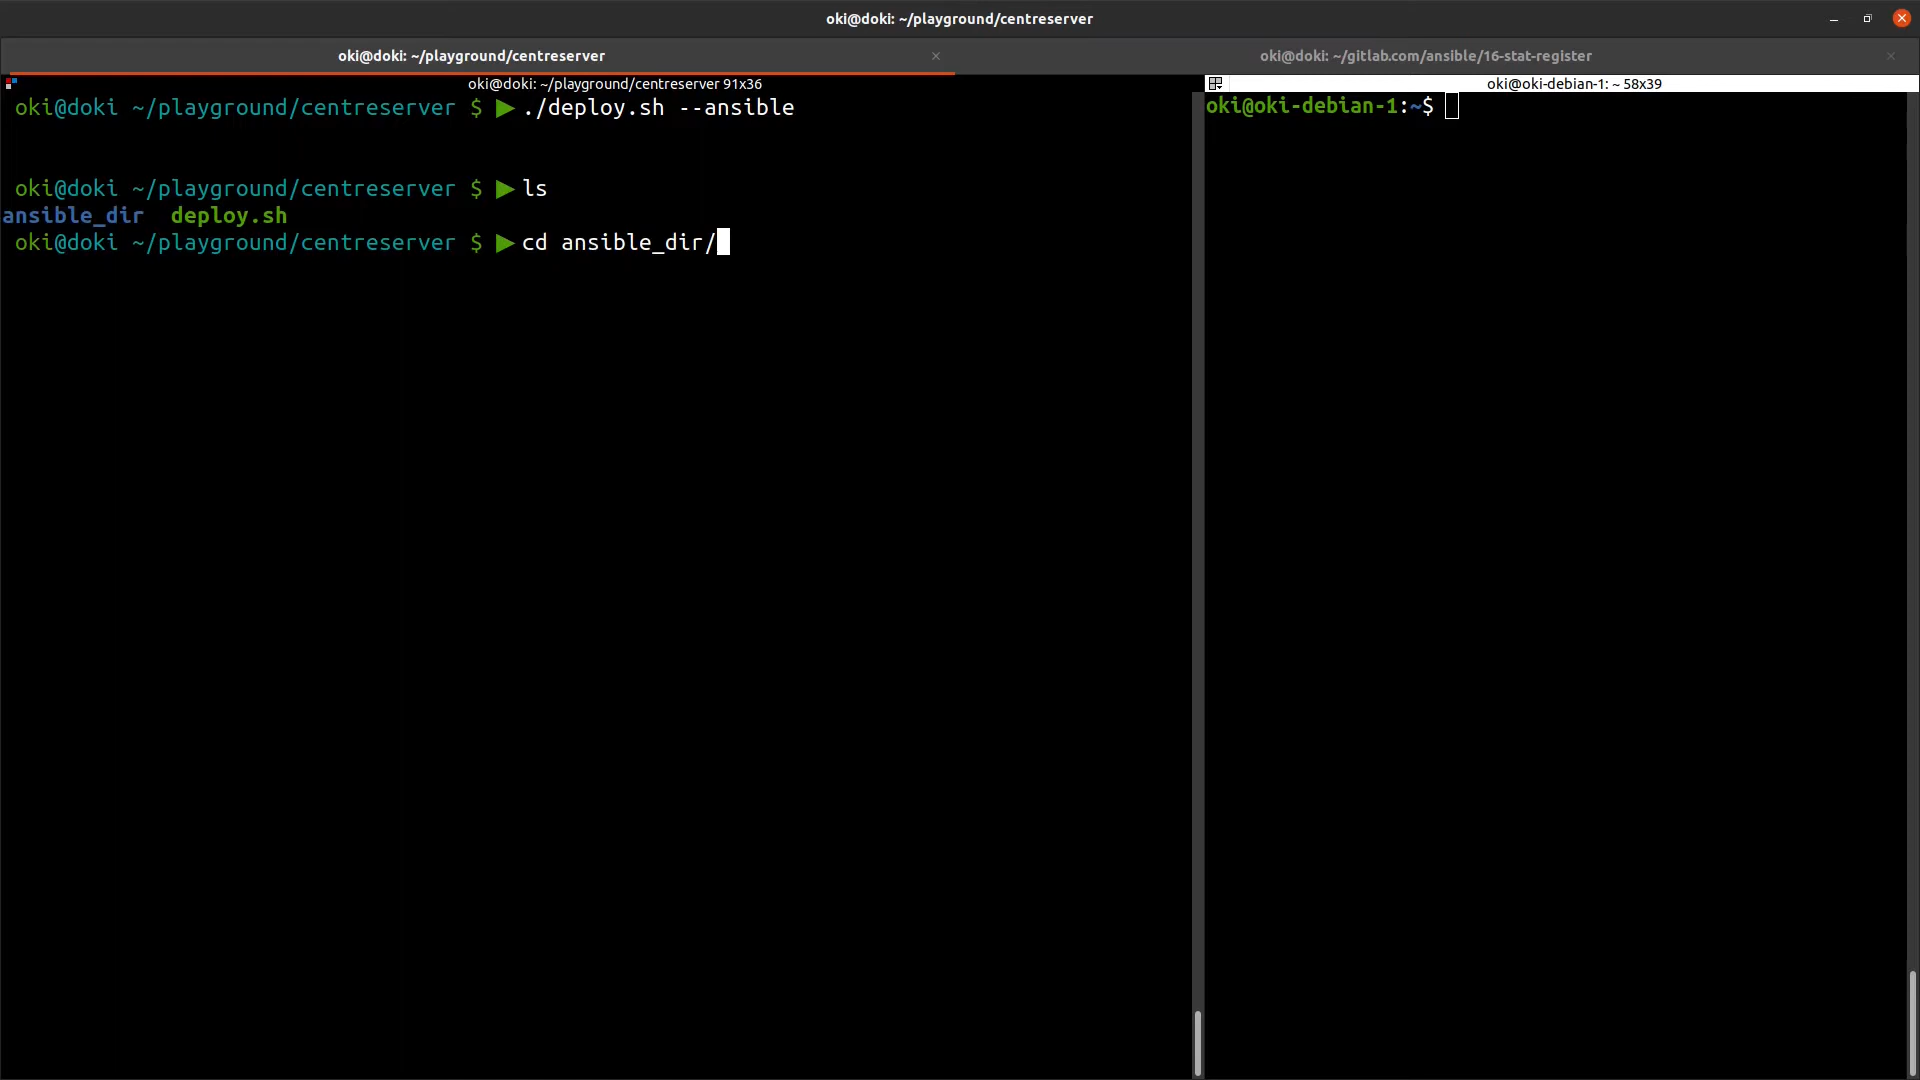 oki@doki: ~/playground/centreserver
oki@doki: ~/playground/centreserver
oki@doki: ~/gitlab.com/ansible/16-stat-register
oki@doki: ~/playground/centreserver 91x36
oki@doki ~/playground/centreserver $ ▶ ./deploy.sh --ansible
oki@doki ~/playground/centreserver $ ▶ ls
ansible_dir  deploy.sh
oki@doki ~/playground/centreserver $ ▶ cd ansible_dir/
oki@oki-debian-1: ~ 58x39
oki@oki-debian-1:~$